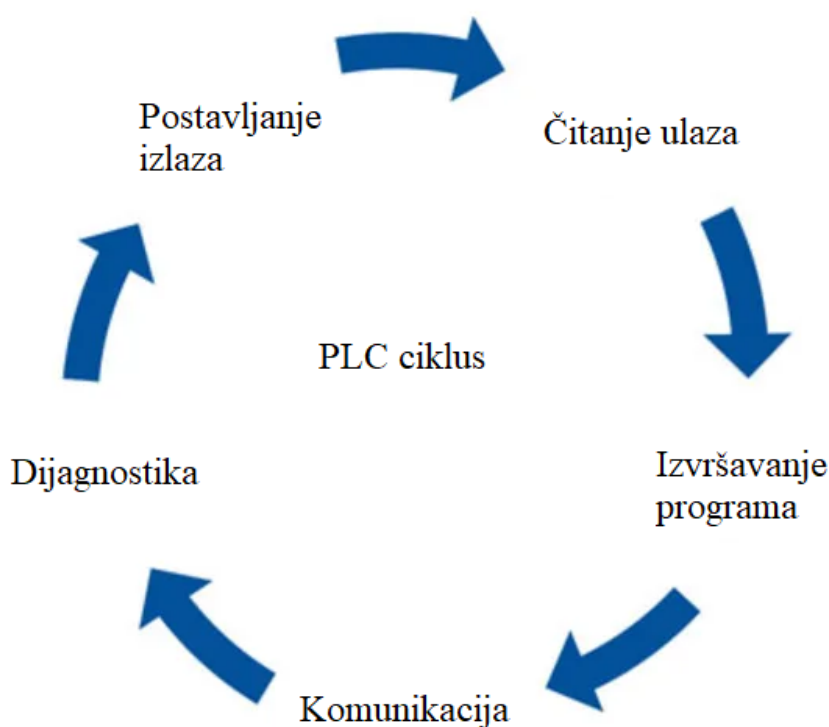 Postavljanje
izlaza
Čitanje ulaza
PLC ciklus
Dijagnostika
Izvršavanje
programa
Komunikacija